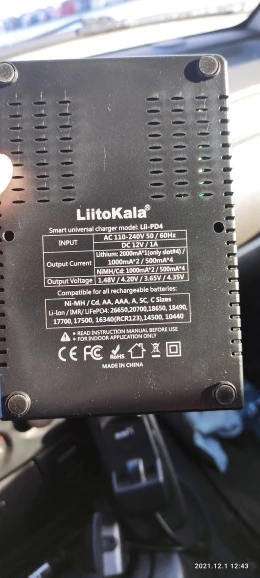 LiitoKala®
Smart universal charger model: Lii-PD4
INPUT
AC 110-240V 50 / 60Hz
DC 12V / 1A
Output Current
Lithium: 2000mA*1(only slot#4) /
1000mA*2 / 500mA*4
NiMH/Cd: 1000mA*2 / 500mA*4
Output Voltage
1.48V / 4.20V / 3.65V / 4.35V
Compatible for all rechargeable batteries:
Ni-MH / Cd, AA, AAA, A, SC, C Sizes
Li-Ion / IMR/ LiFePO4: 26650,20700,18650, 18490,
17700, 17500, 16340(RCR123),14500, 10440
• READ INSTRUCTION MANUAL BEFORE USE
• FOR INDOOR APPLICATION ONLY
CE FC RoHS
MADE IN CHINA
2021.12.1 12:43